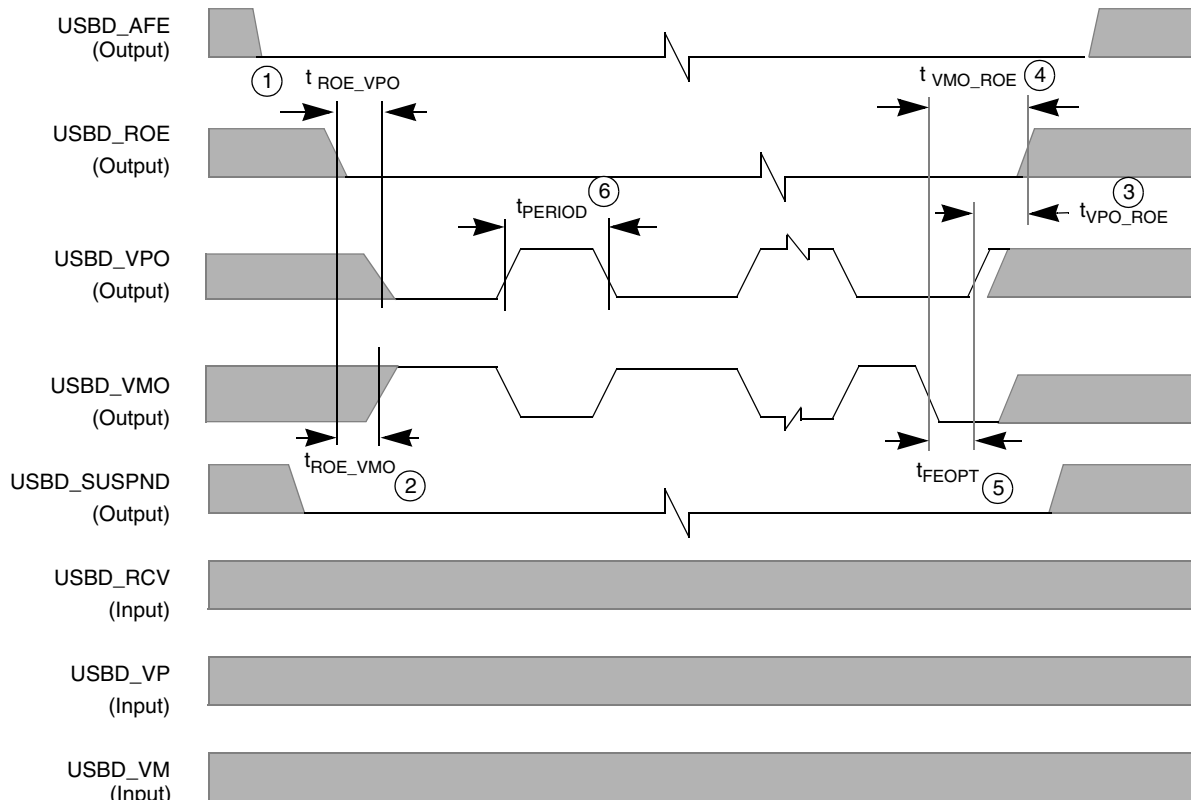 USBD_AFE
(Output)
1
t ROE_VPO
t VMO_ROE
4
USBD_ROE
(Output)
6
tPERIOD
3
tVPO_ROE
USBD_VPO
(Output)
USBD_VMO
(Output)
tROE_VMO
2
tFEOPT
5
USBD_SUSPND
(Output)
USBD_RCV
(Input)
USBD_VP
(Input)
USBD_VM
(Input)